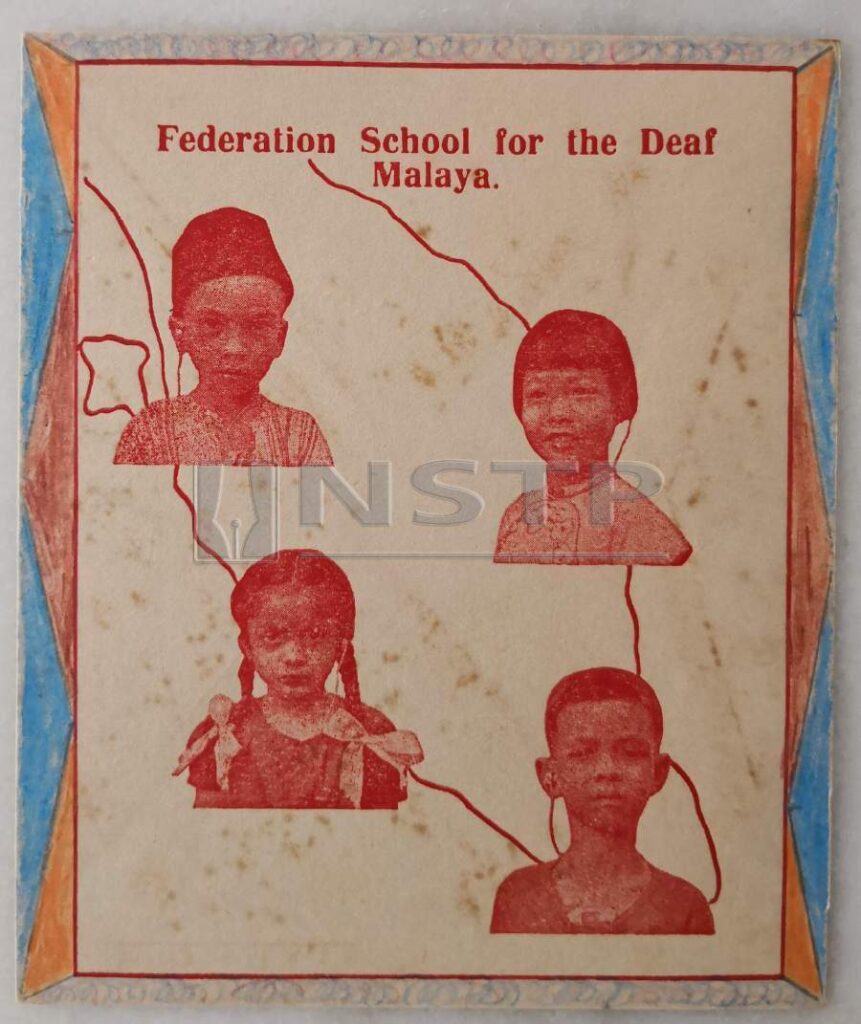 Federation School for the Deaf
Malaya.
NSTP